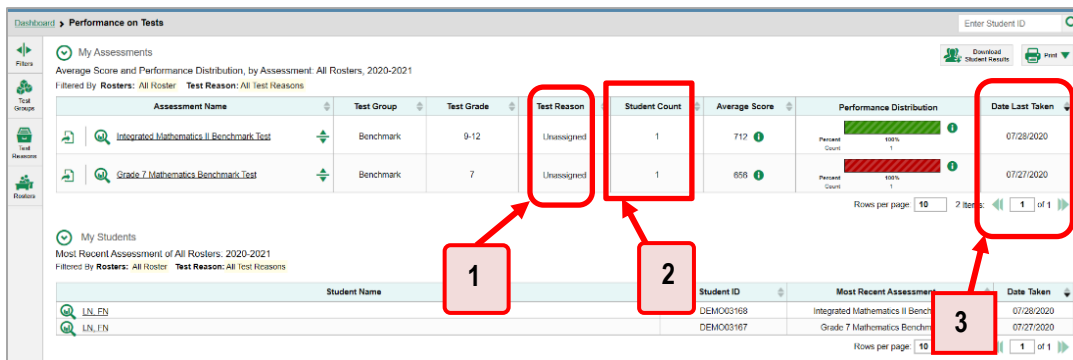 Dashboard > Performance on Tests
Enter Student ID
Filters
Test Groups
Test Reasons
Rosters
My Assessments
Download Student Results
Print
Average Score and Performance Distribution, by Assessment: All Rosters, 2020-2021
Filtered By Rosters: All Roster Test Reason: All Test Reasons
Assessment Name Test Group Test Grade Test Reason Student Count Average Score Performance Distribution Date Last Taken
Integrated Mathematics II Benchmark Test Benchmark 9-12 Unassigned 1 712 Percent 100% Count 1 07/28/2020
Grade 7 Mathematics Benchmark Test Benchmark 7 Unassigned 1 656 Percent 100% Count 1 07/27/2020
Rows per page: 10 2 Items: 1 of 1
1
2
3
My Students
Most Recent Assessment of All Rosters: 2020-2021
Filtered By Rosters: All Roster Test Reason: All Test Reasons
Student Name Student ID Most Recent Assessment Date Taken
LN, FN DEMO03168 Integrated Mathematics II 07/28/2020
LN, FN DEMO03167 Grade 7 Mathematics 07/27/2020
Rows per page: 10 1 of 1